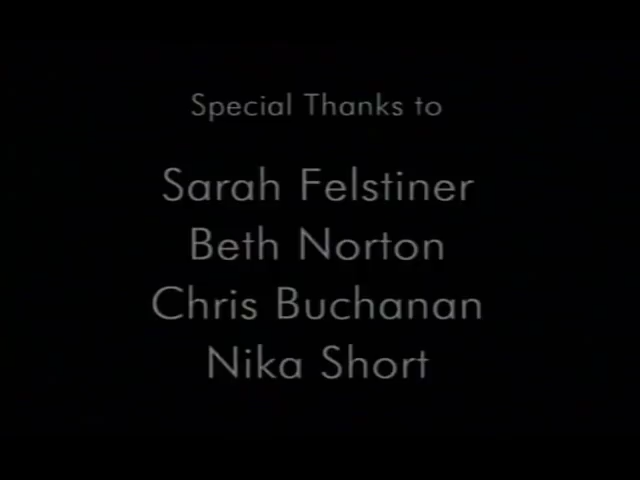 Special Thanks to
Sarah Felstiner
Beth Norton
Chris Buchanan
Nika Short